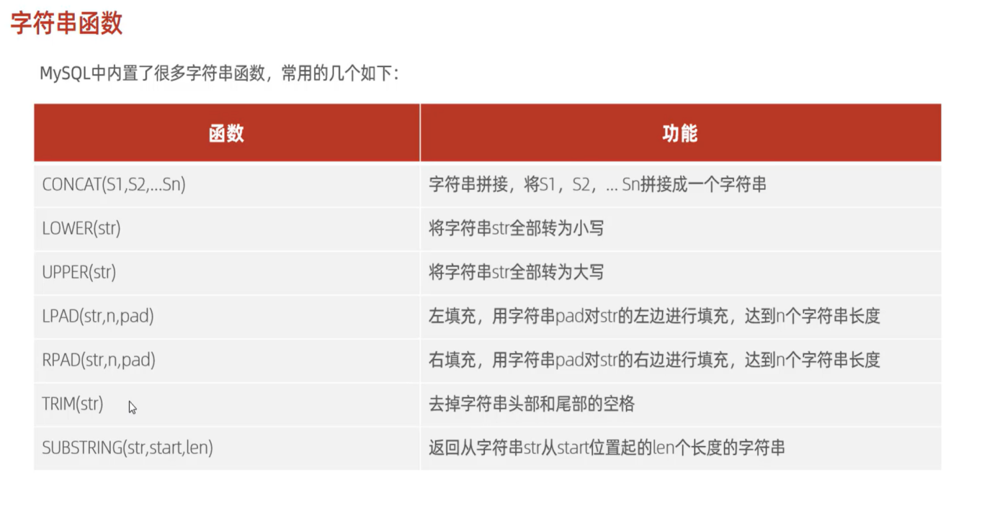 字符串函数
MySQL中内置了很多字符串函数，常用的几个如下：
函数 功能
CONCAT(S1,S2,...Sn) 字符串拼接，将S1，S2，... Sn拼接成一个字符串
LOWER(str) 将字符串str全部转为小写
UPPER(str) 将字符串str全部转为大写
LPAD(str,n,pad) 左填充，用字符串pad对str的左边进行填充，达到n个字符串长度
RPAD(str,n,pad) 右填充，用字符串pad对str的右边进行填充，达到n个字符串长度
TRIM(str) 去掉字符串头部和尾部的空格
SUBSTRING(str,start,len) 返回从字符串str从start位置起的len个长度的字符串